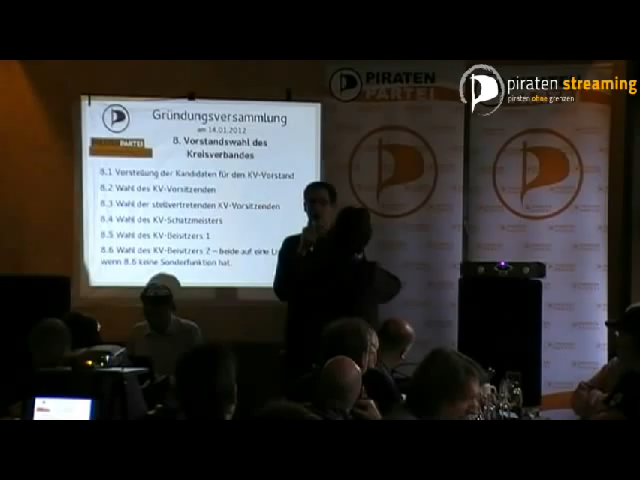 Gründungsversammlung
am 14.01.2012
PIRATENPARTEI
8. Vorstandswahl des
Kreisverbandes
8.1 Vorstellung der Kandidaten für den KV-Vorstand
8.2 Wahl des KV-Vorsitzenden
8.3 Wahl der stellvertretenden KV-Vorsitzenden
8.4 Wahl des KV-Schatzmeisters
8.5 Wahl des KV-Beisitzers 1
8.6 Wahl des KV-Beisitzers 2 – beide auf eine
wenn 8.6 keine Sonderfunktion hat.
PIRATEN
PARTEI
piraten streaming
piraten ohne grenzen